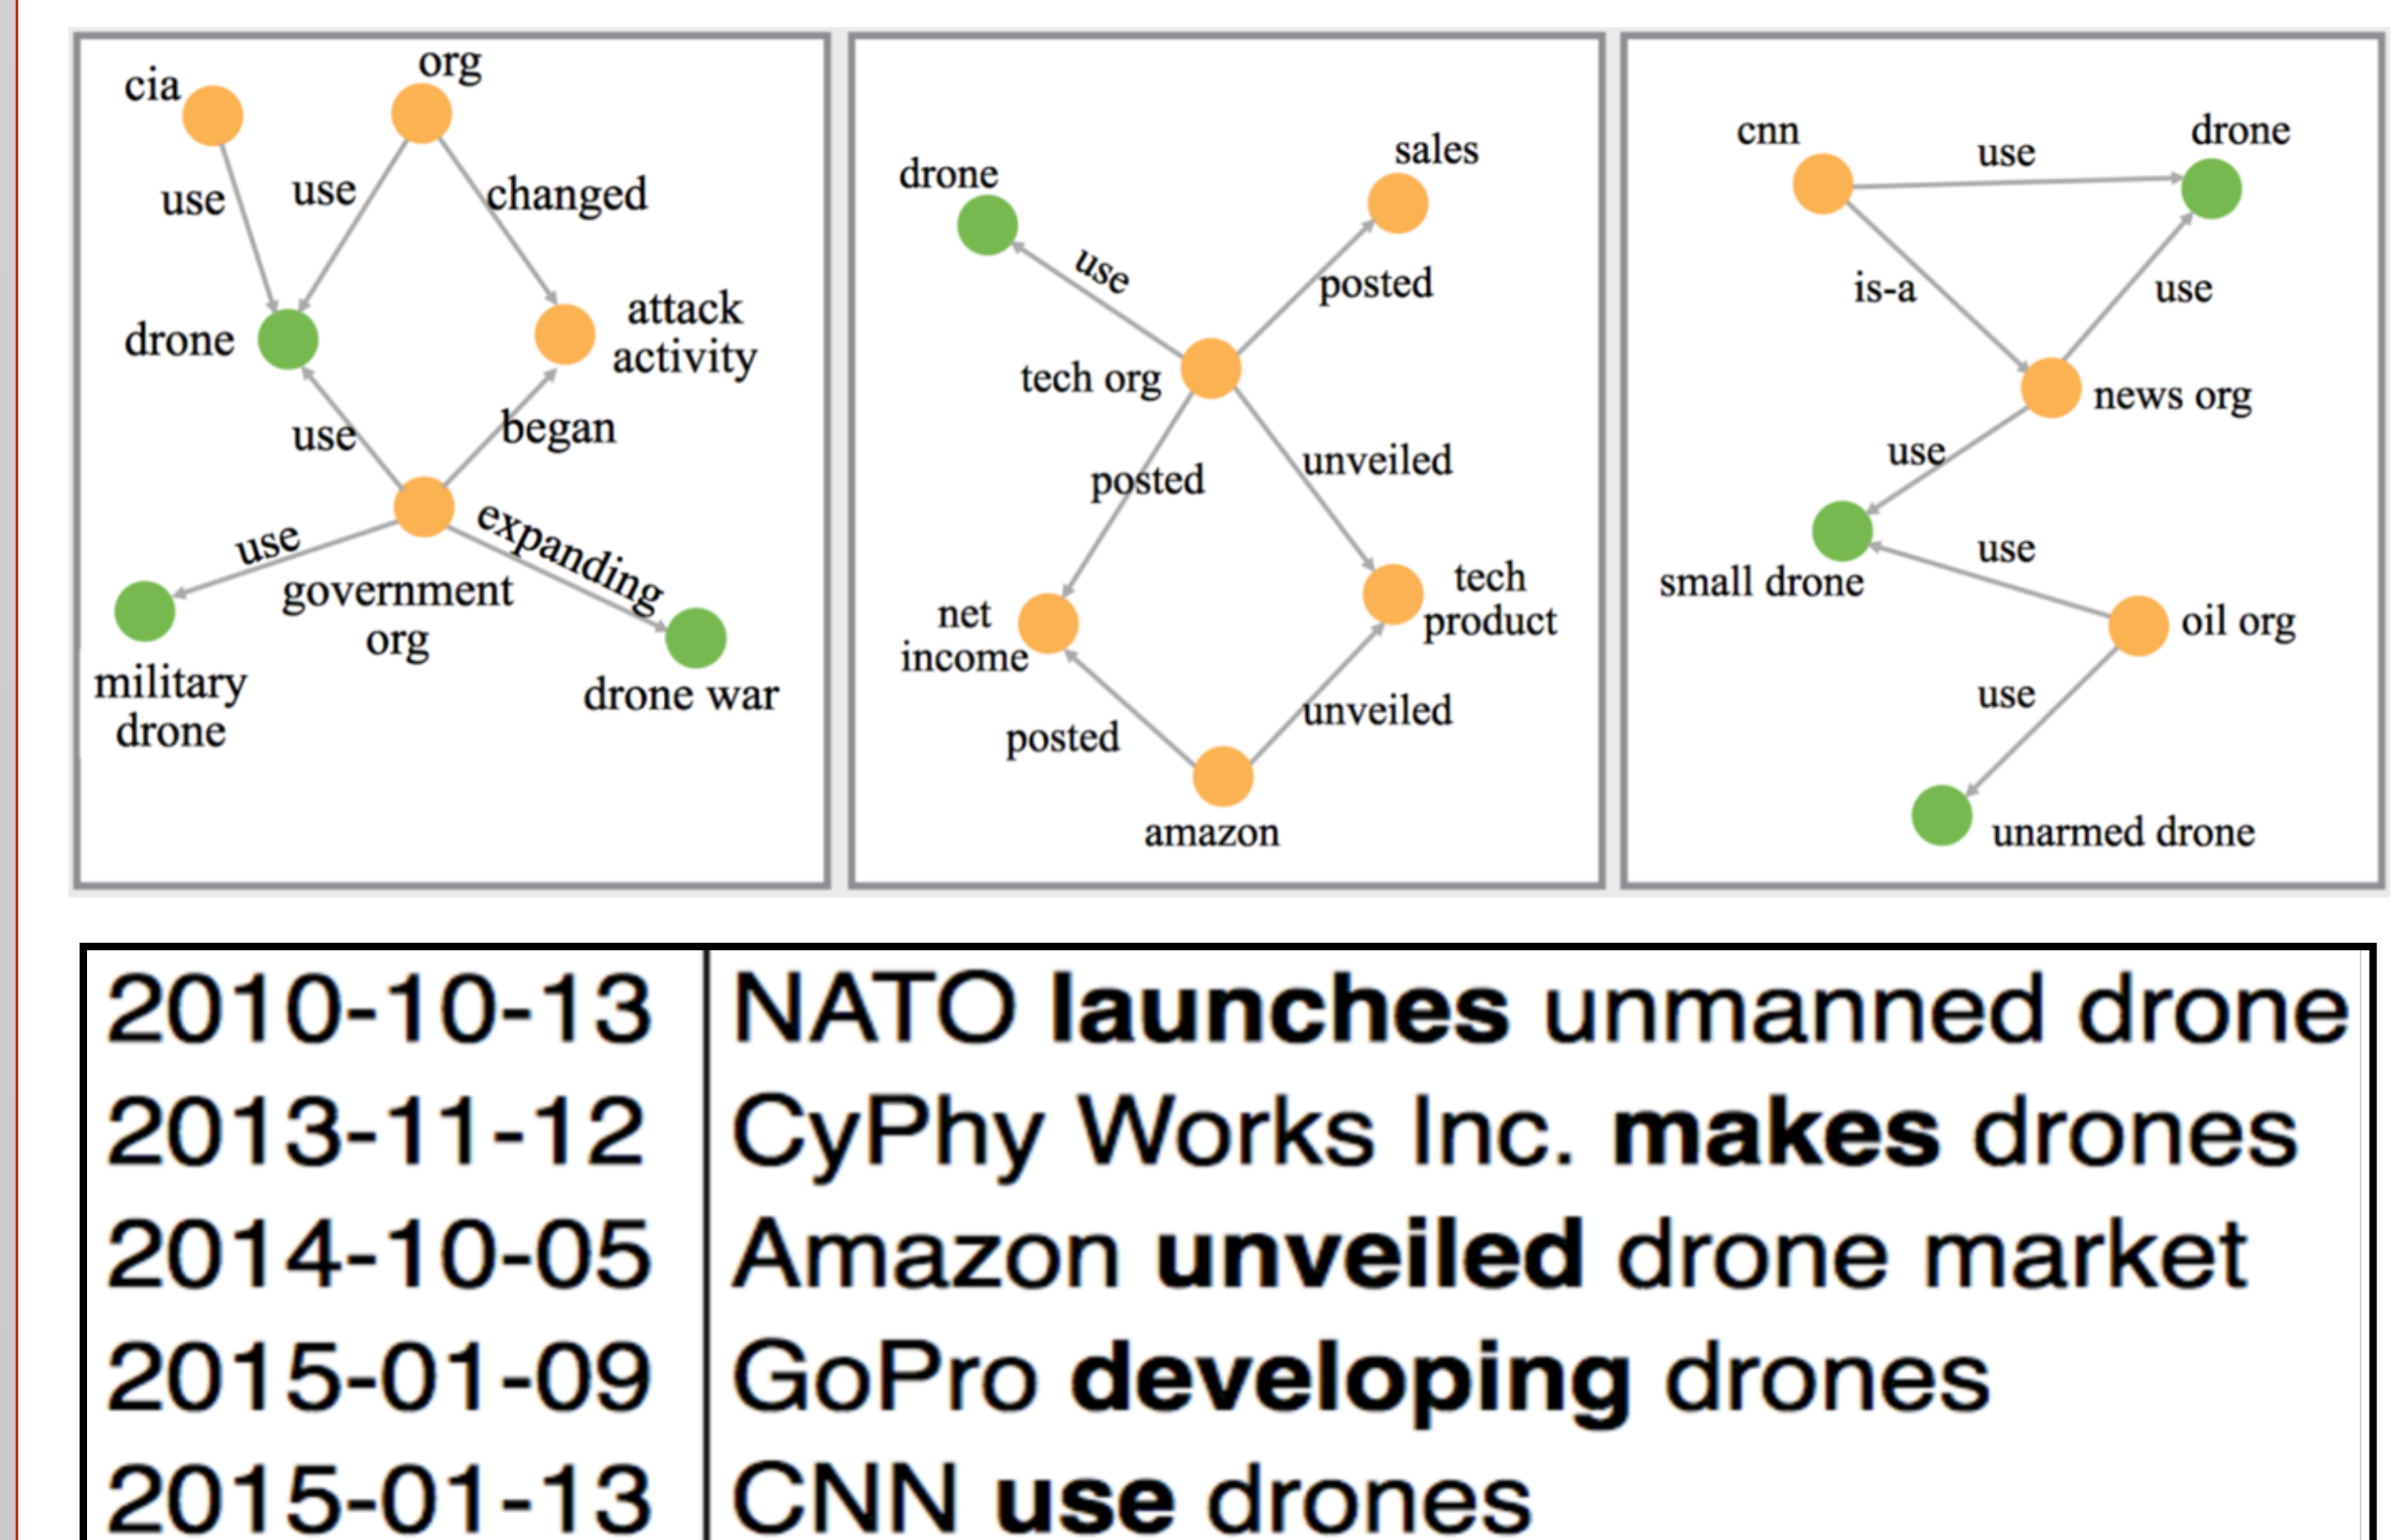 cia
org
use
use
changed
drone
attack
activity
use
began
use
expanding
government
org
military
drone
drone war
drone
sales
use
posted
tech org
posted
unveiled
net
income
tech
product
posted
unveiled
amazon
cnn
use
drone
is-a
use
news org
use
small drone
use
oil org
use
unarmed drone
2010-10-13 NATO launches unmanned drone
2013-11-12 CyPhy Works Inc. makes drones
2014-10-05 Amazon unveiled drone market
2015-01-09 GoPro developing drones
2015-01-13 CNN use drones